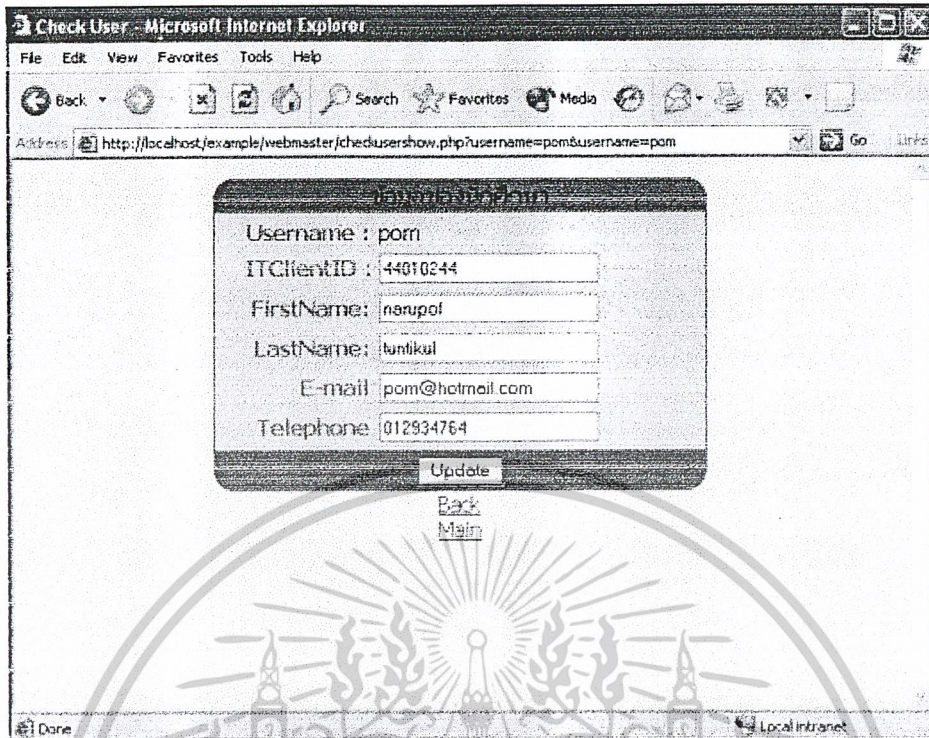 Check User - Microsoft Internet Explorer
File Edit View Favorites Tools Help
Back Search Favorites Media
Address http://localhost/example/webmaster/checkusershow.php?username=pom&username=pom Go Links
Username : pom
ITClientID : 44010244
FirstName: narupol
LastName: tuntikul
E-mail pom@hotmail.com
Telephone 012934764
Update
Back
Main
Done Local intranet